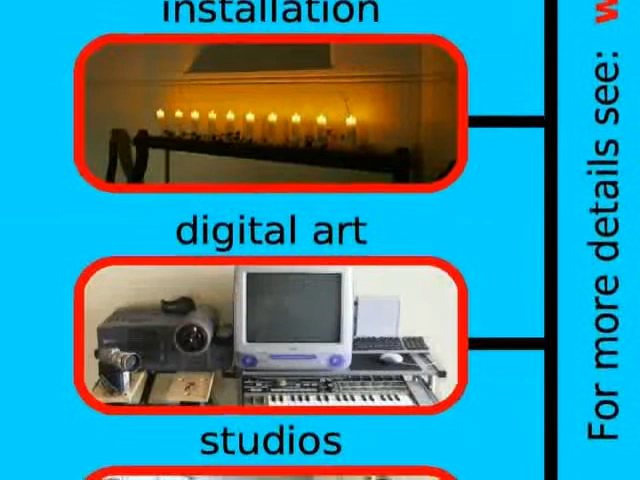 installation
digital art
studios
For more details see: w